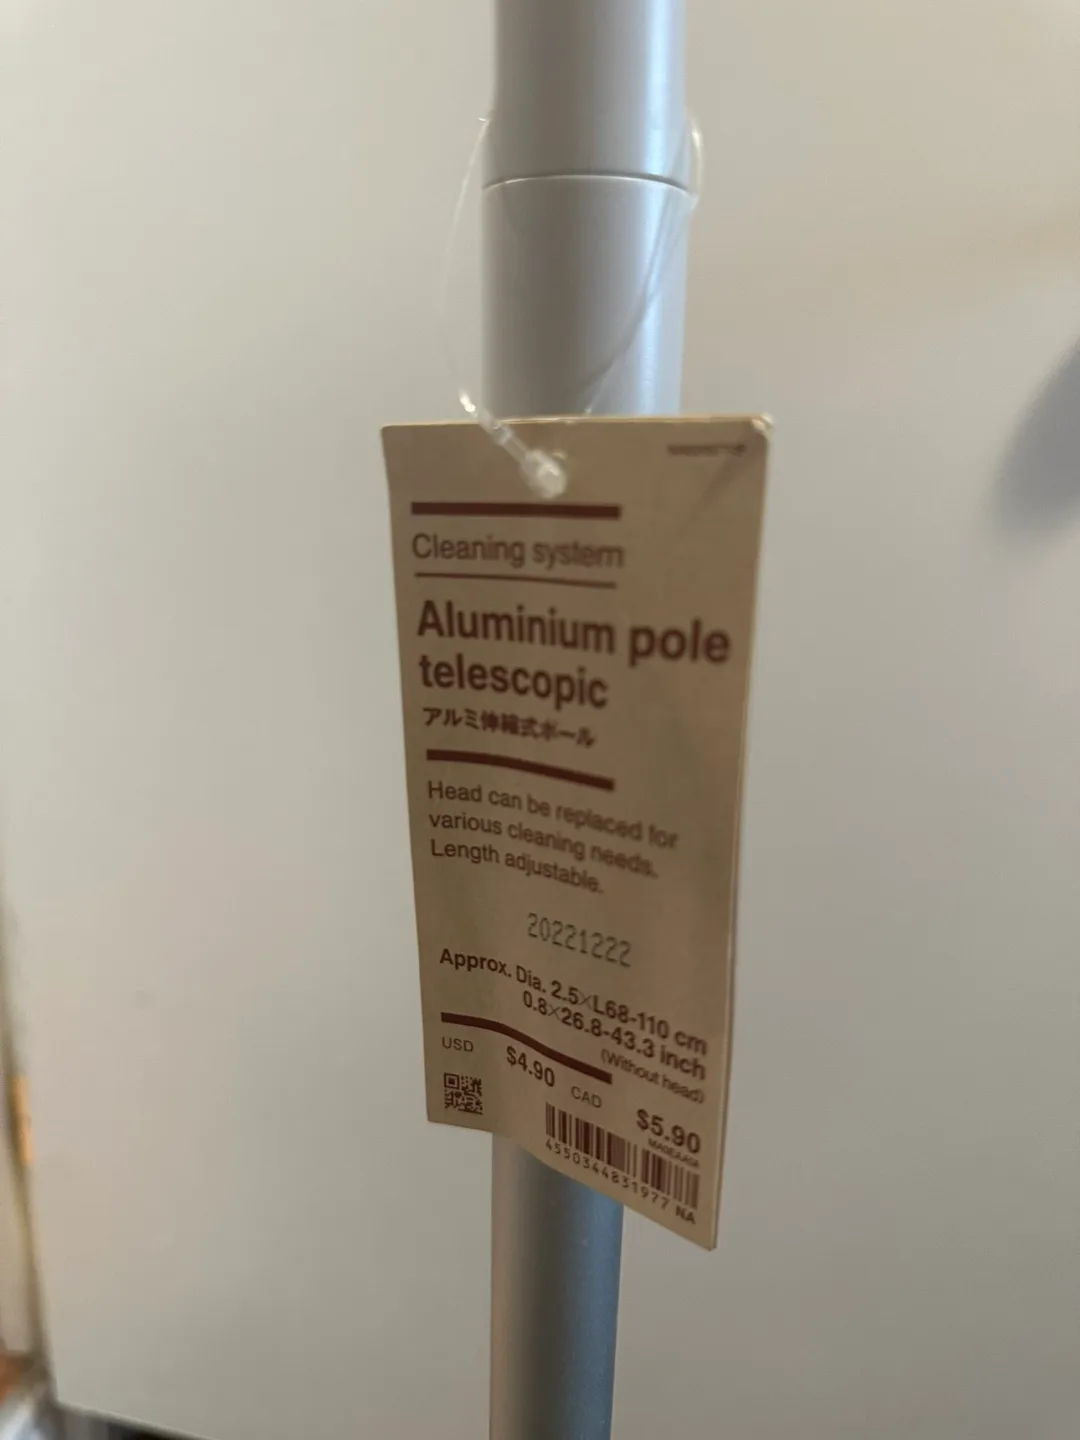 Cleaning system
Aluminium pole
telescopic
アルミ伸縮式ポール
Head can be replaced for
various cleaning needs.
Length adjustable.
20221222
Approx. Dia. 2.5×L68-110 cm
0.8×26.8-43.3 inch
(Without head)
USD $4.90 CAD $5.90
4550344831977 NA